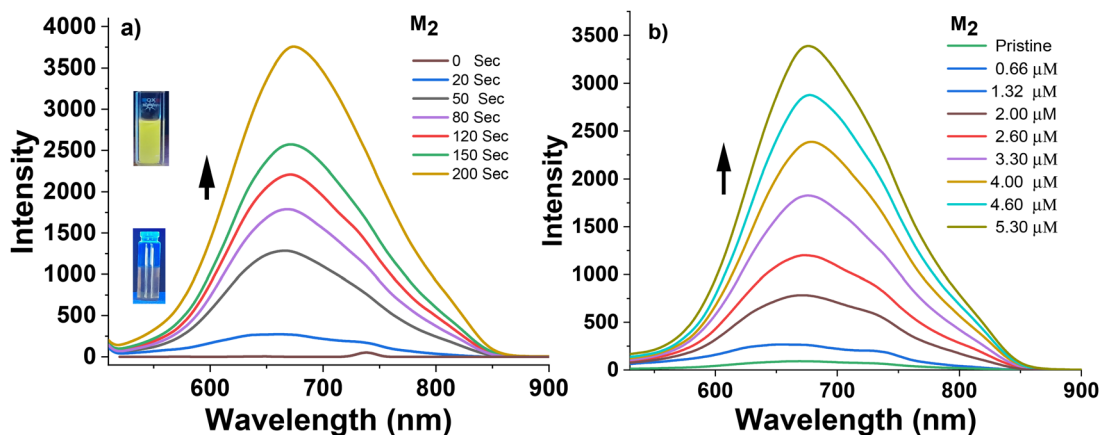 a)
M2
0 Sec
20 Sec
50 Sec
80 Sec
120 Sec
150 Sec
200 Sec
4000
3500
3000
2500
2000
1500
1000
500
0
Intensity
600
700
800
900
Wavelength (nm)
b)
M2
Pristine
0.66 µM
1.32 µM
2.00 µM
2.60 µM
3.30 µM
4.00 µM
4.60 µM
5.30 µM
3500
3000
2500
2000
1500
1000
500
0
Intensity
600
700
800
900
Wavelength (nm)